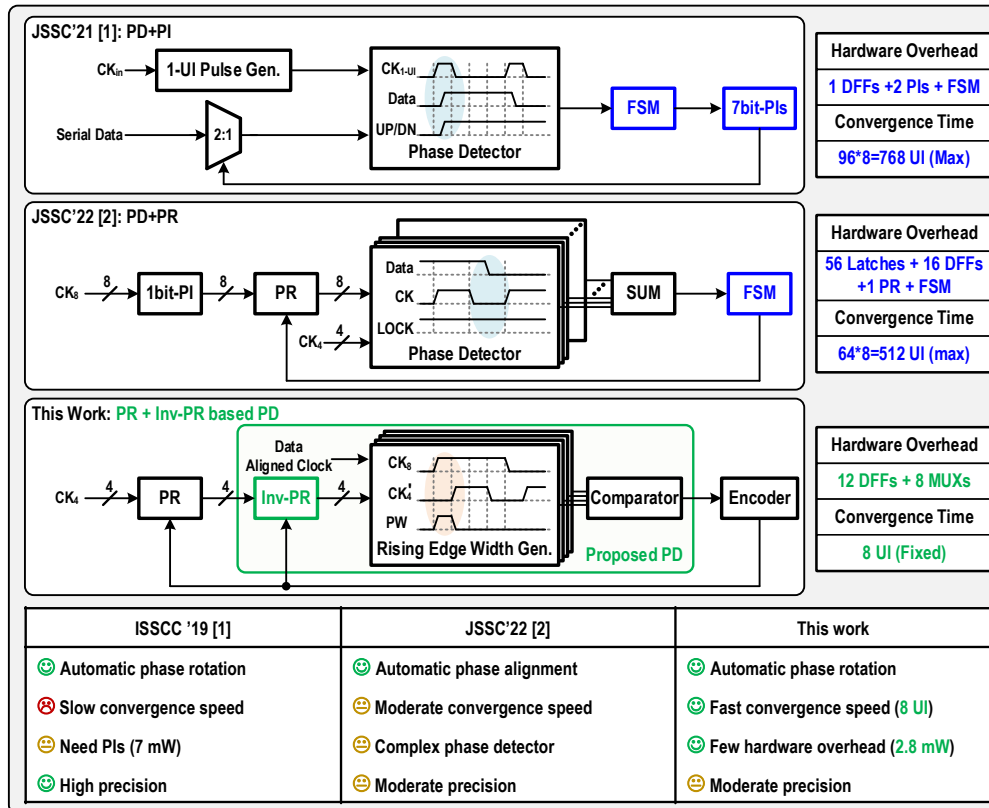 JSSC'21 [1]: PD+PI
CKin
1-UI Pulse Gen.
Serial Data
2:1
CK1-UI
Data
UP/DN
Phase Detector
FSM
7bit-PIs
Hardware Overhead
1 DFFs +2 PIs + FSM
Convergence Time
96*8=768 UI (Max)
JSSC'22 [2]: PD+PR
CK8
8
1bit-PI
8
PR
8
CK4
4
Data
CK
LOCK
Phase Detector
SUM
FSM
Hardware Overhead
56 Latches + 16 DFFs
+1 PR + FSM
Convergence Time
64*8=512 UI (max)
This Work: PR + Inv-PR based PD
CK4
4
PR
4
Data
Aligned Clock
Inv-PR
4
CK8
CK4'
PW
Rising Edge Width Gen.
Comparator
Proposed PD
Encoder
Hardware Overhead
12 DFFs + 8 MUXs
Convergence Time
8 UI (Fixed)
ISSCC '19 [1]
JSSC'22 [2]
This work
Automatic phase rotation
Automatic phase alignment
Automatic phase rotation
Slow convergence speed
Moderate convergence speed
Fast convergence speed (8 UI)
Need PIs (7 mW)
Complex phase detector
Few hardware overhead (2.8 mW)
High precision
Moderate precision
Moderate precision